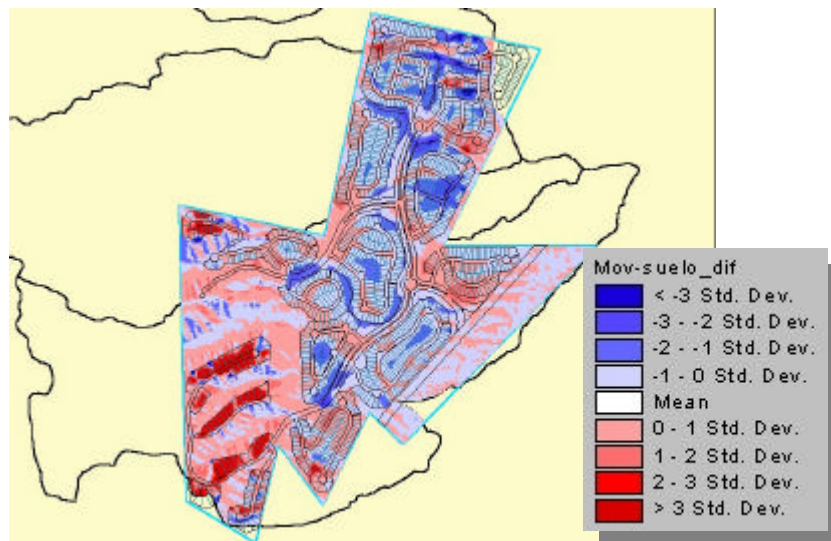 Mov-suelo_dif
< -3 Std. Dev.
-3 - -2 Std. Dev.
-2 - -1 Std. Dev.
-1 - 0 Std. Dev.
Mean
0 - 1 Std. Dev.
1 - 2 Std. Dev.
2 - 3 Std. Dev.
> 3 Std. Dev.